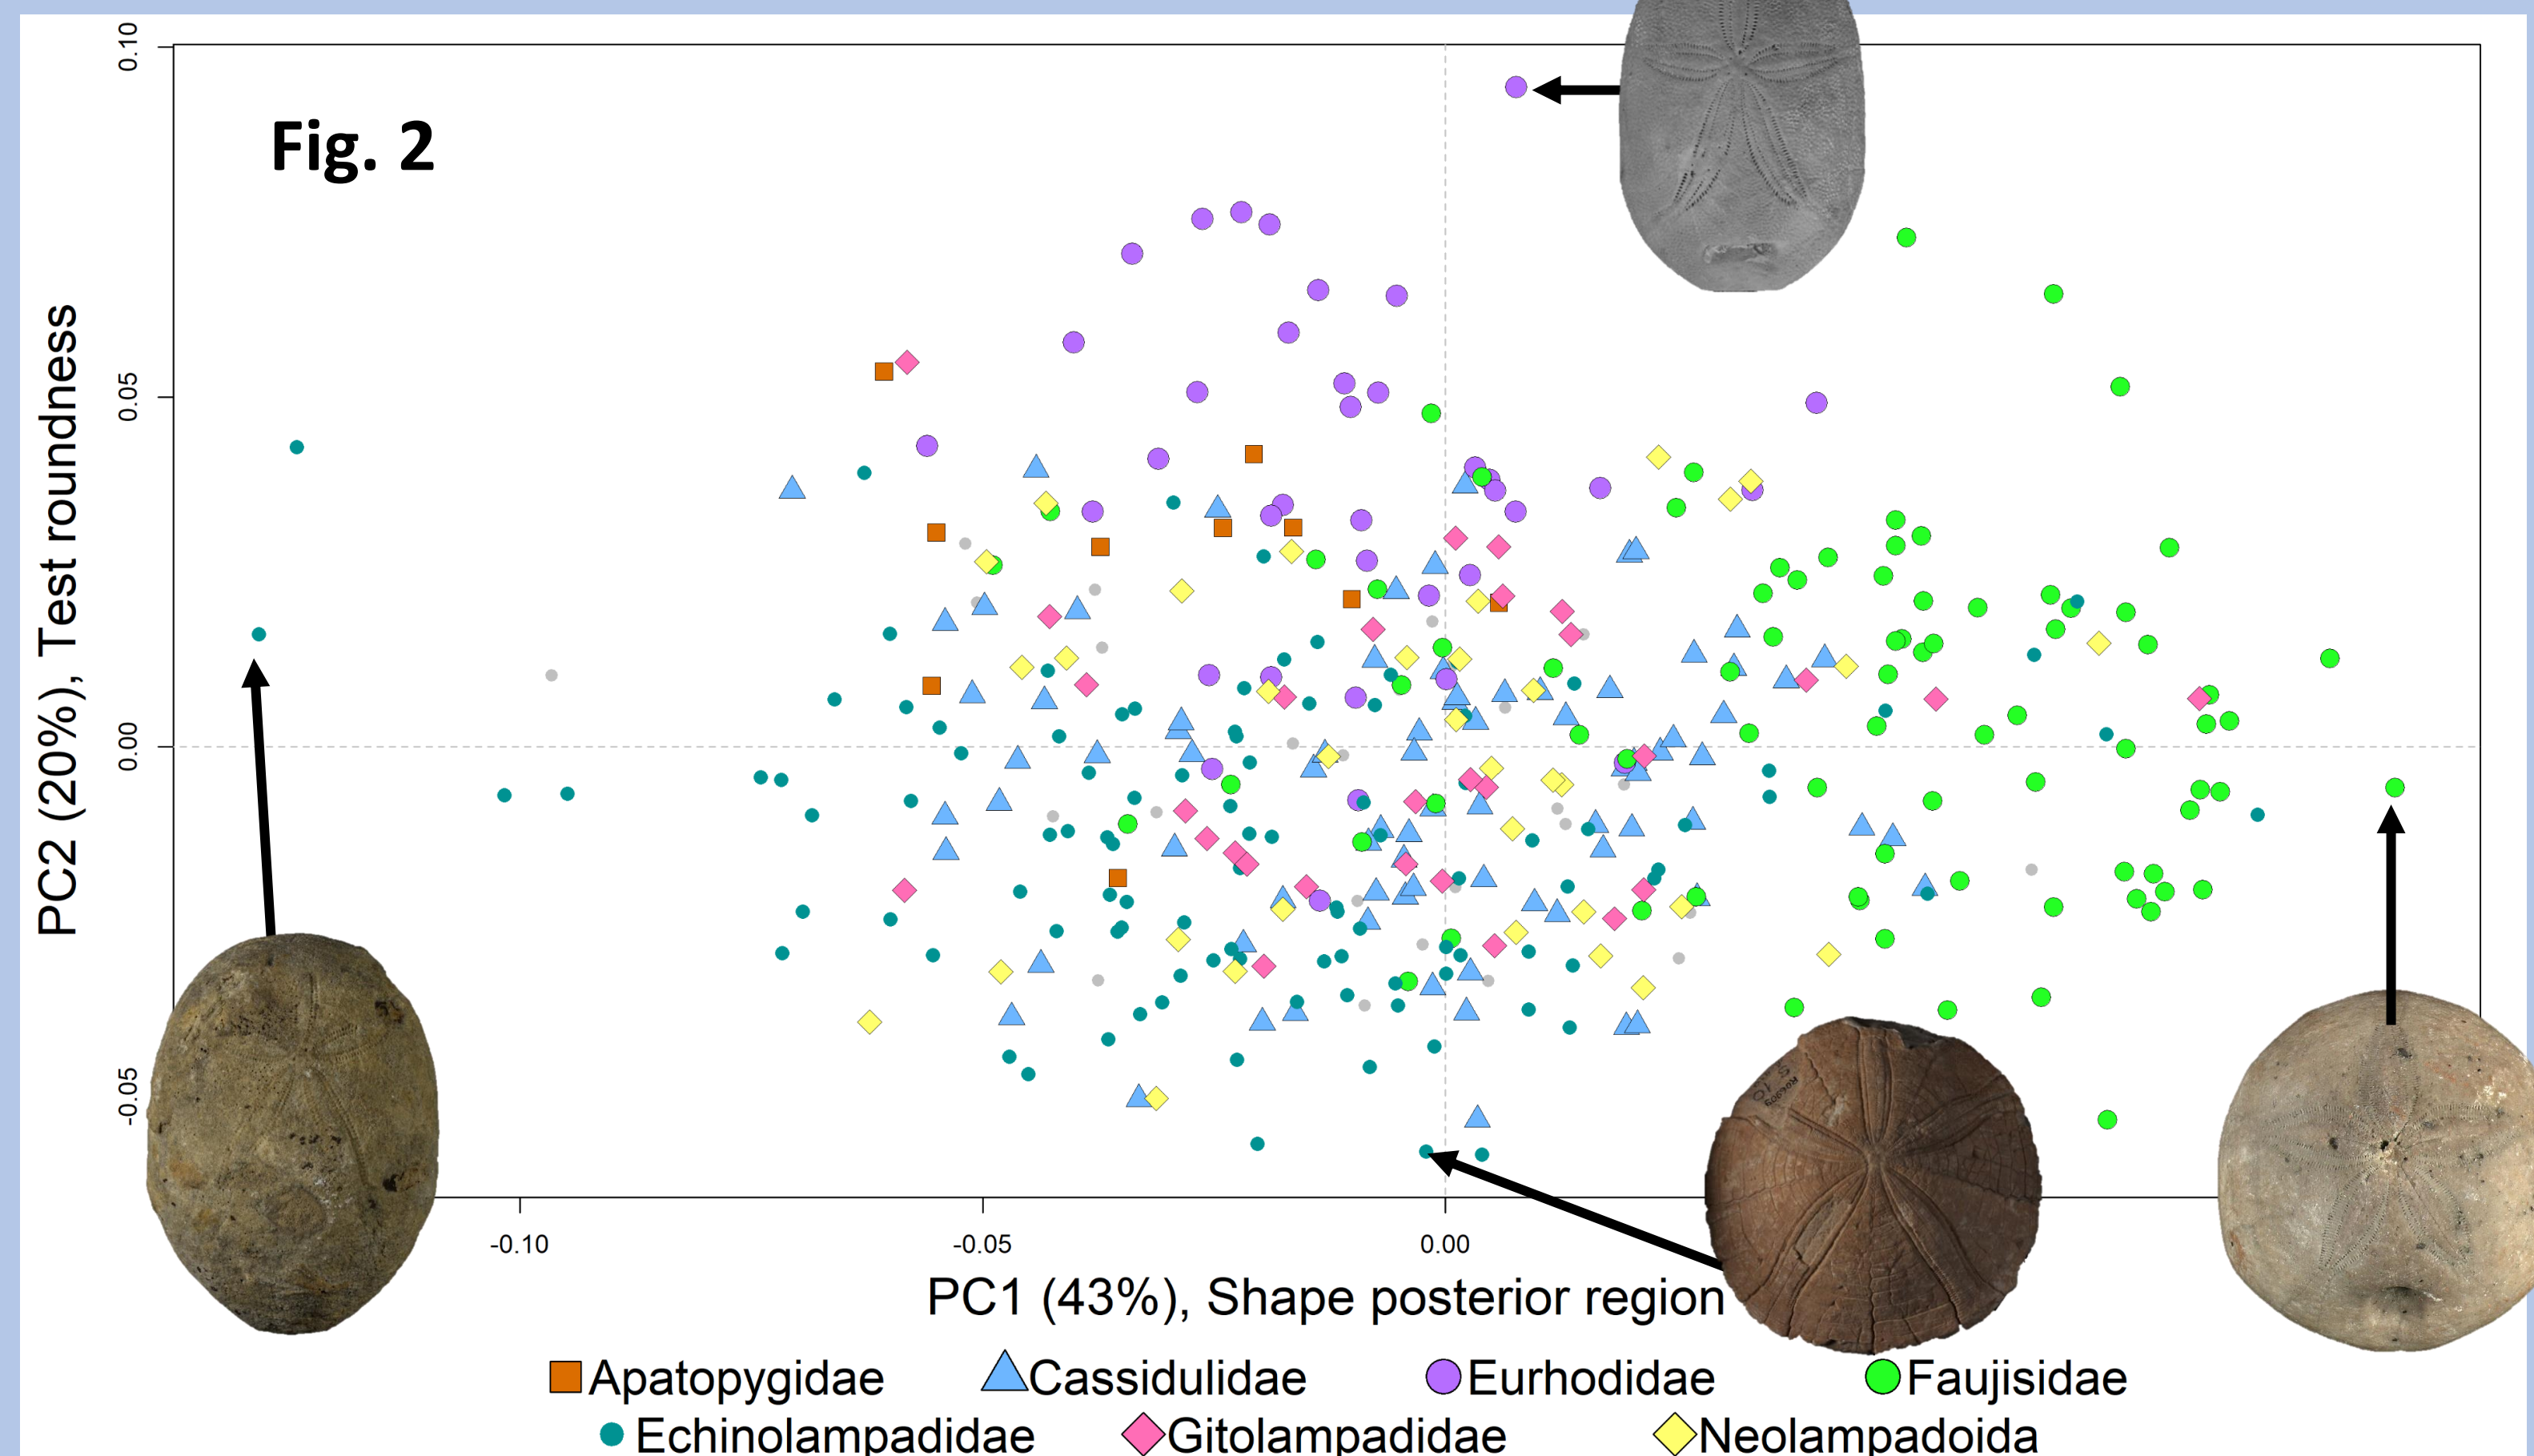 Fig. 2
0.10
0.05
0.00
-0.05
PC2 (20%), Test roundness
-0.10
-0.05
0.00
PC1 (43%), Shape posterior region
Apatopygidae
Cassidulidae
Eurhodidae
Faujisidae
Echinolampadidae
Gitolampadidae
Neolampadoida